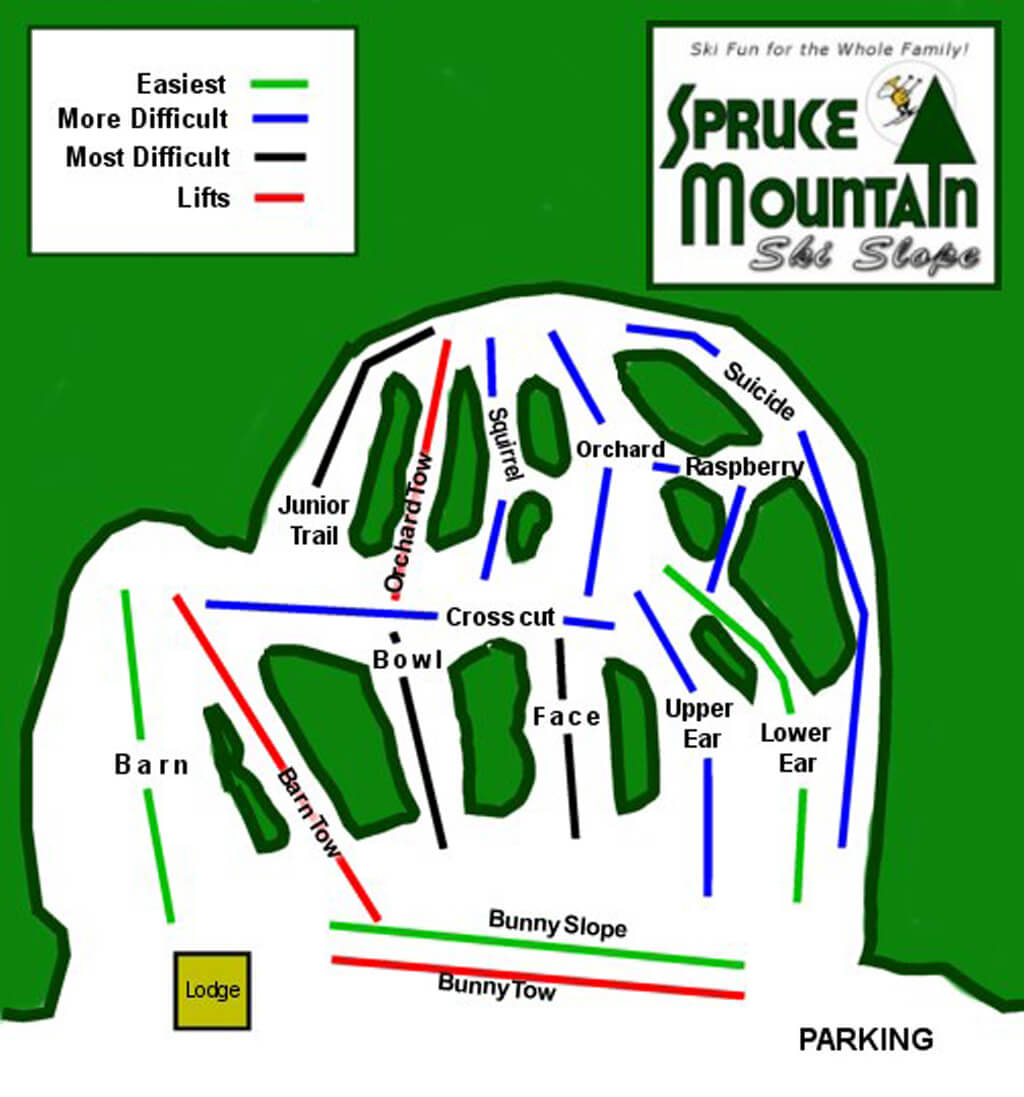 Easiest
More Difficult
Most Difficult
Lifts
Ski Fun for the Whole Family!
SPRUCE
MOUNTAIN
Ski Slope
Suicide
Squirrel
Orchard
Raspberry
Orchard Tow
Junior
Trail
Cross cut
Bowl
Face
Upper
Ear
Lower
Ear
Barn
Barn Tow
Bunny Slope
Bunny Tow
Lodge
PARKING